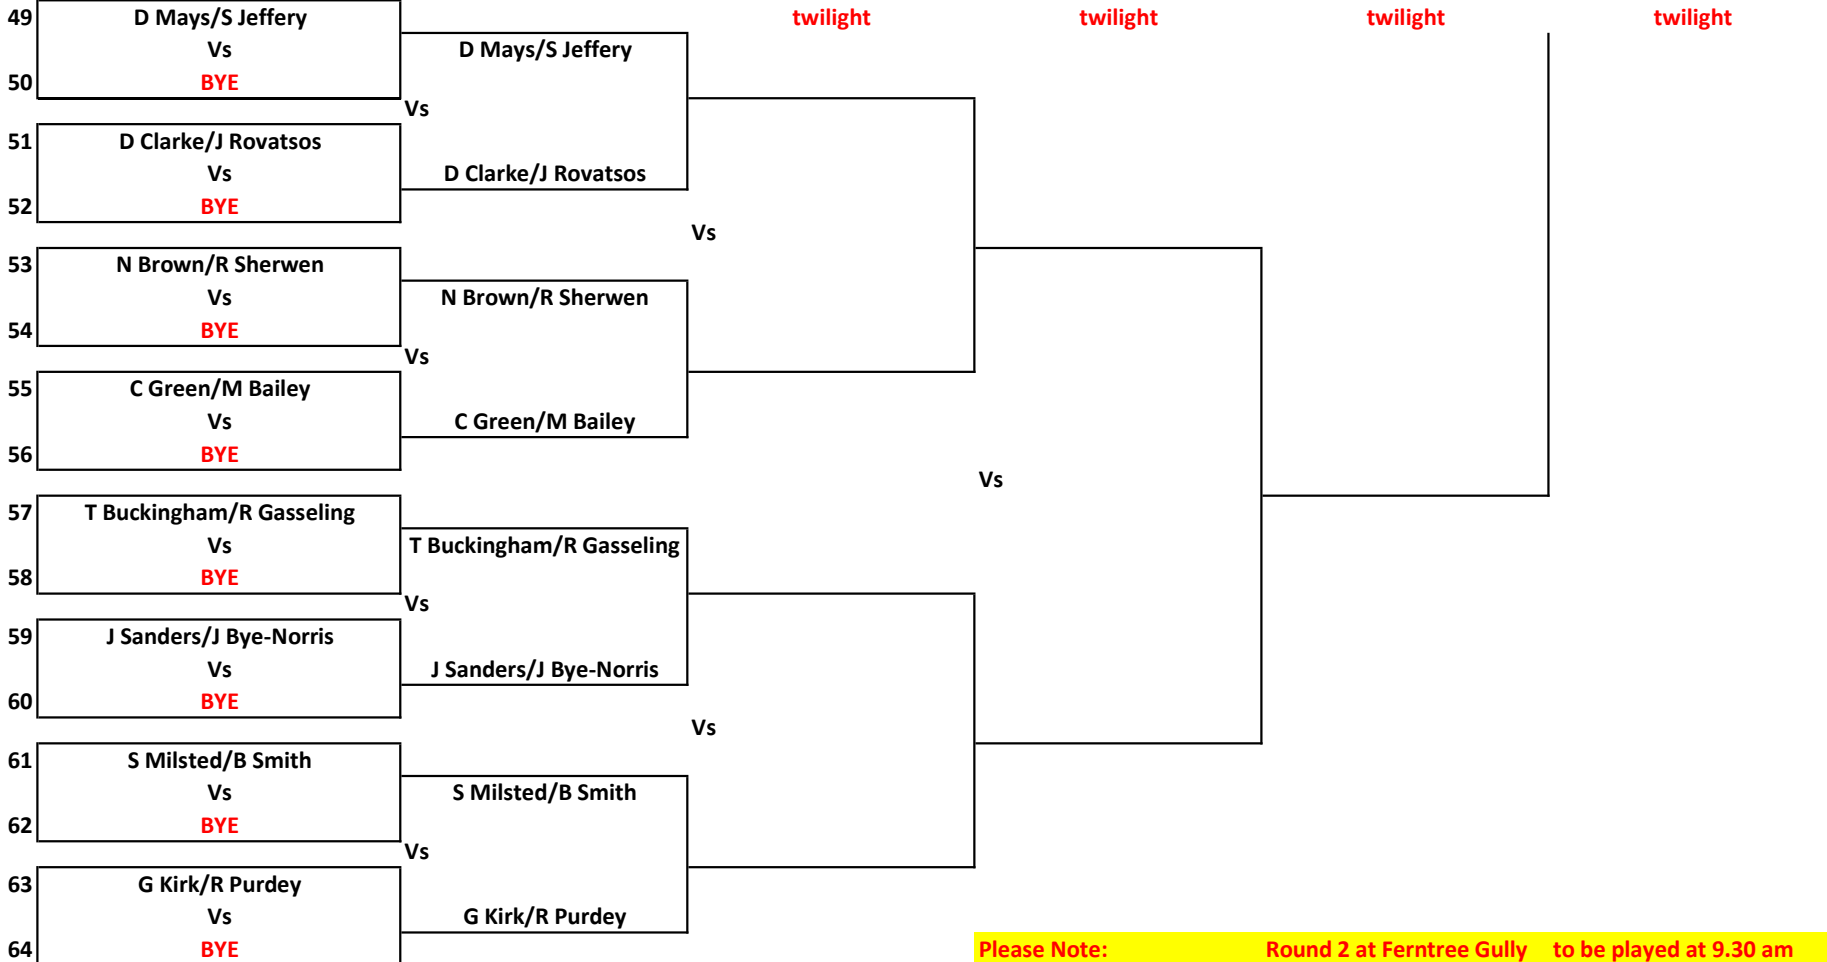 49 D Mays/S Jeffery twilight twilight twilight twilight
Vs D Mays/S Jeffery
50 BYE
Vs
51 D Clarke/J Rovatsos
Vs D Clarke/J Rovatsos
52 BYE
Vs
53 N Brown/R Sherwen
Vs N Brown/R Sherwen
54 BYE
Vs
55 C Green/M Bailey
Vs C Green/M Bailey
56 BYE
Vs
57 T Buckingham/R Gasseling
Vs T Buckingham/R Gasseling
58 BYE
Vs
59 J Sanders/J Bye-Norris
Vs J Sanders/J Bye-Norris
60 BYE
Vs
61 S Milsted/B Smith
Vs S Milsted/B Smith
62 BYE
Vs
63 G Kirk/R Purdey
Vs G Kirk/R Purdey
64 BYE Please Note: Round 2 at Ferntree Gully to be played at 9.30 am